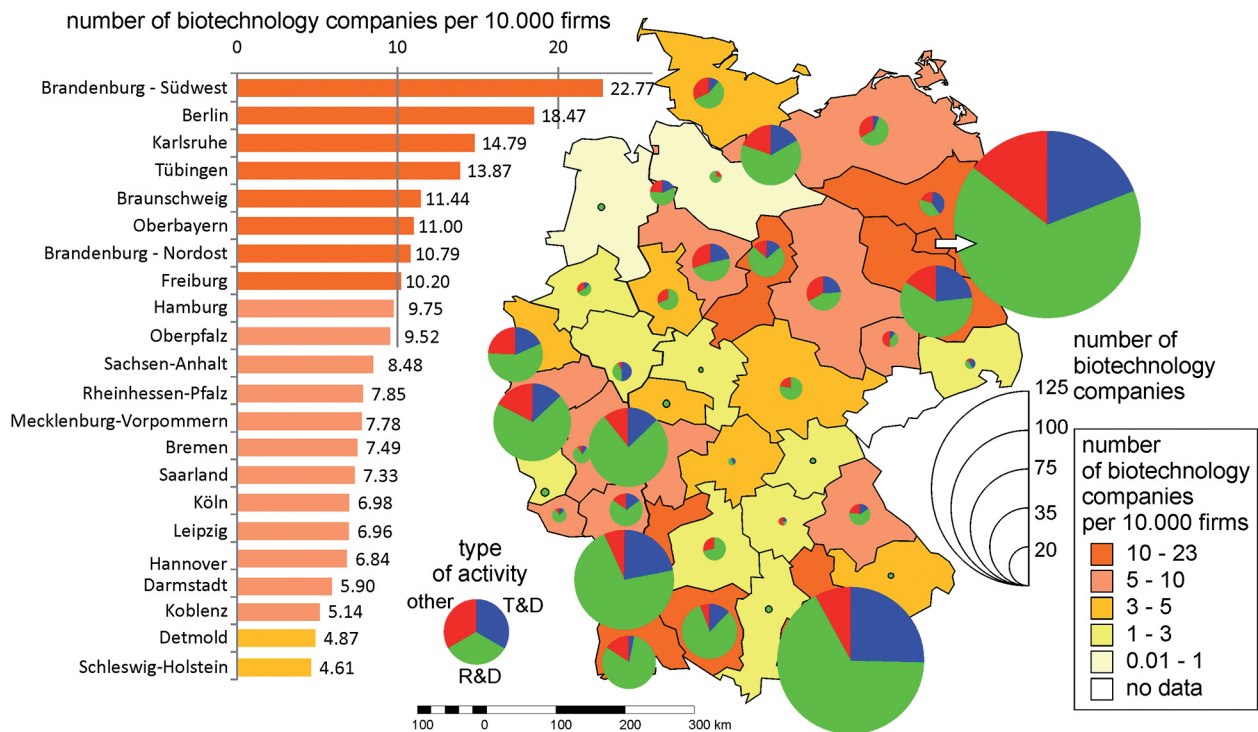 number of biotechnology companies per 10.000 firms
0 10 20
Brandenburg - Südwest 22.77
Berlin 18.47
Karlsruhe 14.79
Tübingen 13.87
Braunschweig 11.44
Oberbayern 11.00
Brandenburg - Nordost 10.79
Freiburg 10.20
Hamburg 9.75
Oberpfalz 9.52
Sachsen-Anhalt 8.48
Rheinhessen-Pfalz 7.85
Mecklenburg-Vorpommern 7.78
Bremen 7.49
Saarland 7.33
Köln 6.98
Leipzig 6.96
Hannover 6.84
Darmstadt 5.90
Koblenz 5.14
Detmold 4.87
Schleswig-Holstein 4.61
type
of activity
other T&D
R&D
100 0 100 200 300 km
number of
biotechnology
companies
125
100
75
35
20
number
of biotechnology
companies
per 10.000 firms
10 - 23
5 - 10
3 - 5
1 - 3
0.01 - 1
no data